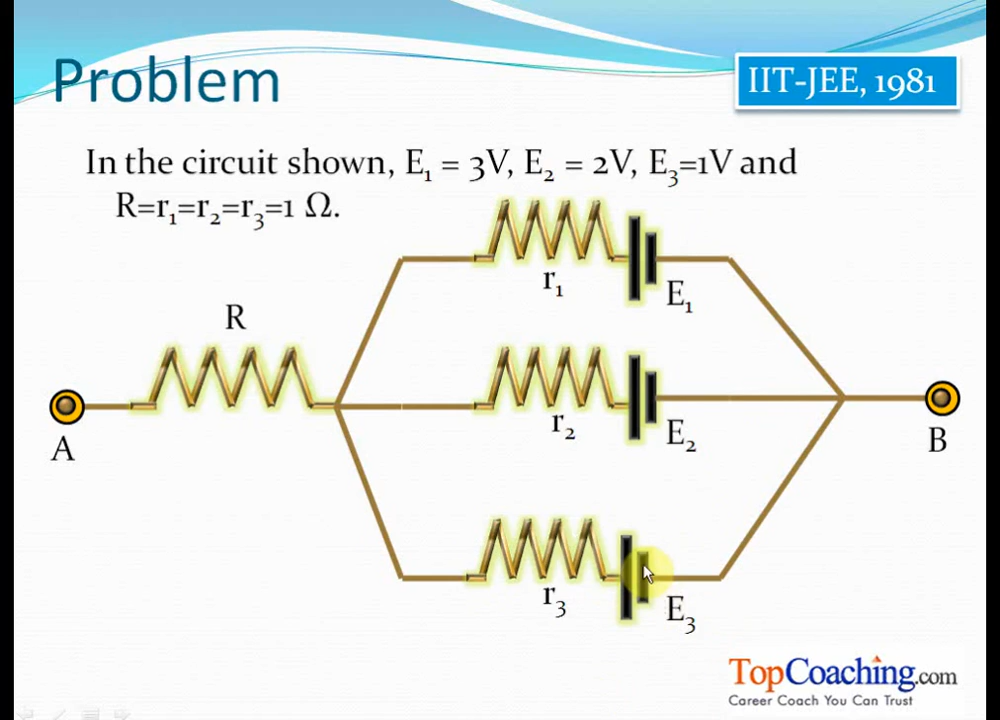 Problem
IIT-JEE, 1981
In the circuit shown, E₁ = 3V, E₂ = 2V, E₃=1V and
R=r₁=r₂=r₃=1 Ω.
r₁
E₁
R
r₂
E₂
A
B
r₃
E₃
TopCoaching.com
Career Coach You Can Trust